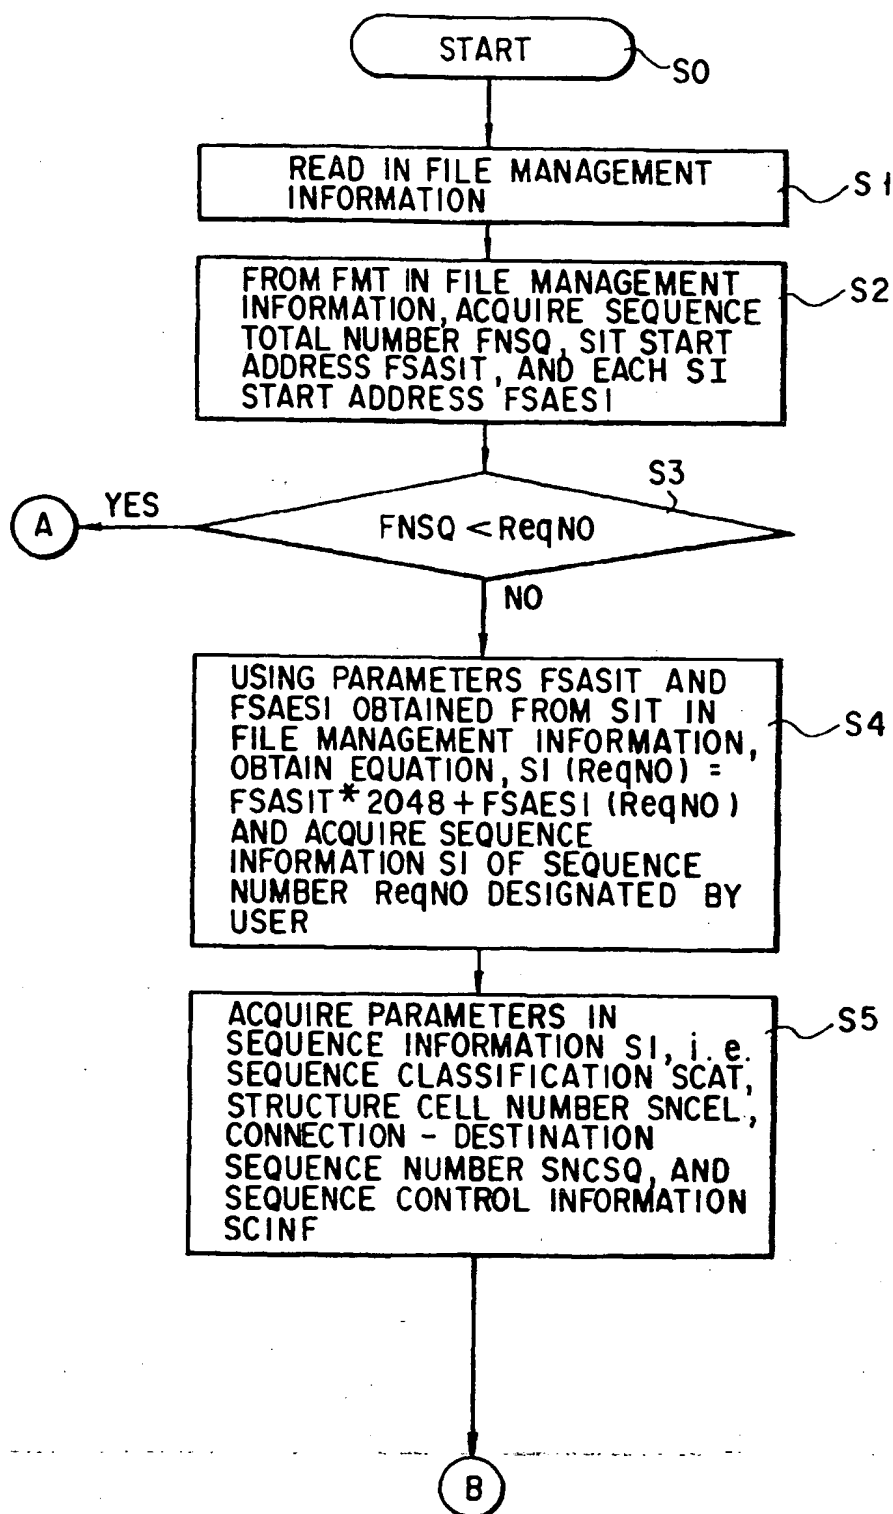 START
S0
READ IN FILE MANAGEMENT
INFORMATION
S1
FROM FMT IN FILE MANAGEMENT
INFORMATION, ACQUIRE SEQUENCE
TOTAL NUMBER FNSQ, SIT START
ADDRESS FSASIT, AND EACH SI
START ADDRESS FSAESI
S2
S3
YES
A
FNSQ < ReqNO
NO
USING PARAMETERS FSASIT AND
FSAESI OBTAINED FROM SIT IN
FILE MANAGEMENT INFORMATION,
OBTAIN EQUATION, SI (ReqNO) =
FSASIT * 2048 + FSAESI (ReqNO)
AND ACQUIRE SEQUENCE
INFORMATION SI OF SEQUENCE
NUMBER ReqNO DESIGNATED BY
USER
S4
ACQUIRE PARAMETERS IN
SEQUENCE INFORMATION SI, i.e.
SEQUENCE CLASSIFICATION SCAT,
STRUCTURE CELL NUMBER SNCEL,
CONNECTION - DESTINATION
SEQUENCE NUMBER SNCSQ, AND
SEQUENCE CONTROL INFORMATION
SCINF
S5
B